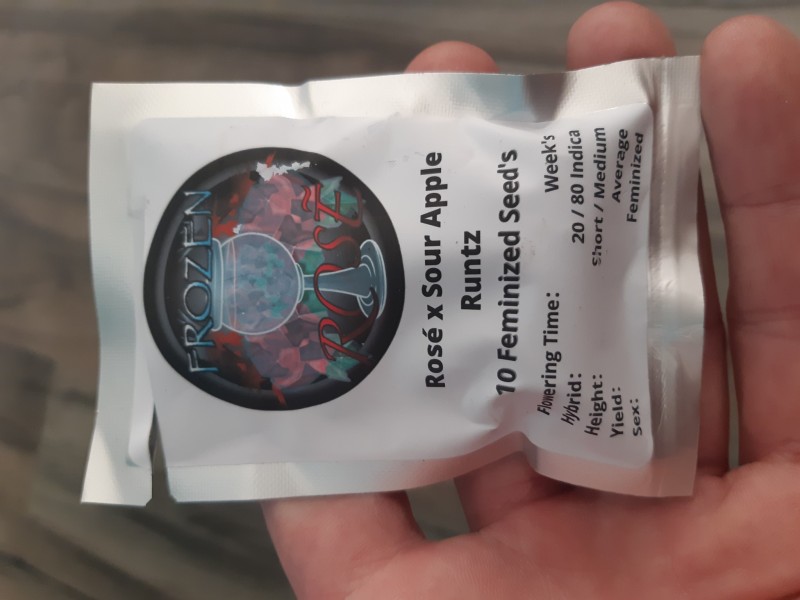 FROZEN
ROSÉ
Rosé x Sour Apple
Runtz
10 Feminized Seed's
Flowering Time: Week's
Hybrid: 20 / 80 Indica
Height: Short / Medium
Yield: Average
Sex: Feminized